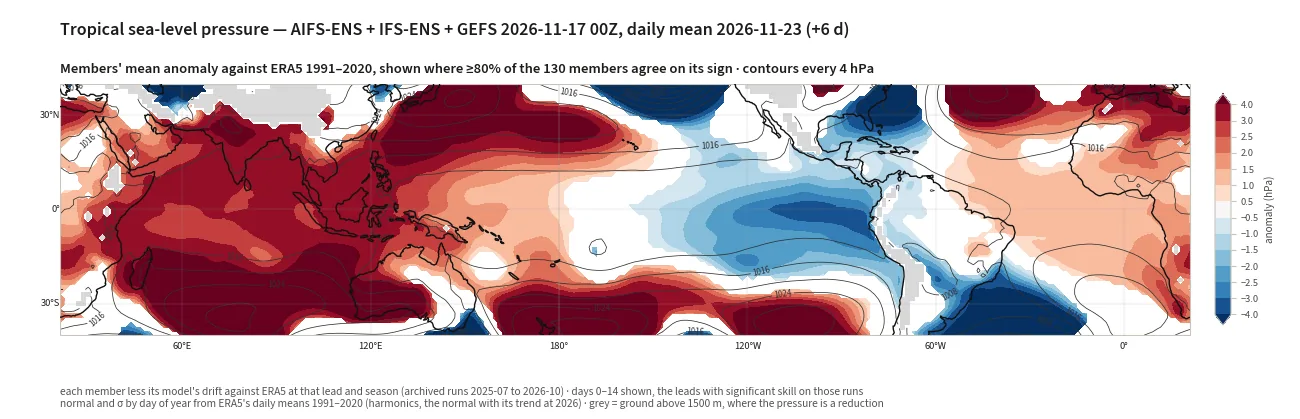 Tropical sea-level pressure — AIFS-ENS + IFS-ENS + GEFS 2026-11-17 00Z, daily mean 2026-11-23 (+6 d)
Members' mean anomaly against ERA5 1991–2020, shown where ≥80% of the 130 members agree on its sign · contours every 4 hPa
30°N
0°
30°S
60°E
120°E
180°
120°W
60°W
0°
1016
1016
1024
1016
1016
1016
1024
1016
1024
1024
1016
1016
1008
4.0
3.0
2.5
2.0
1.5
1.0
0.5
−0.5
−1.0
−1.5
−2.0
−2.5
−3.0
−4.0
anomaly (hPa)
each member less its model's drift against ERA5 at that lead and season (archived runs 2025-07 to 2026-10) · days 0–14 shown, the leads with significant skill on those runs
normal and σ by day of year from ERA5's daily means 1991–2020 (harmonics, the normal with its trend at 2026) · grey = ground above 1500 m, where the pressure is a reduction